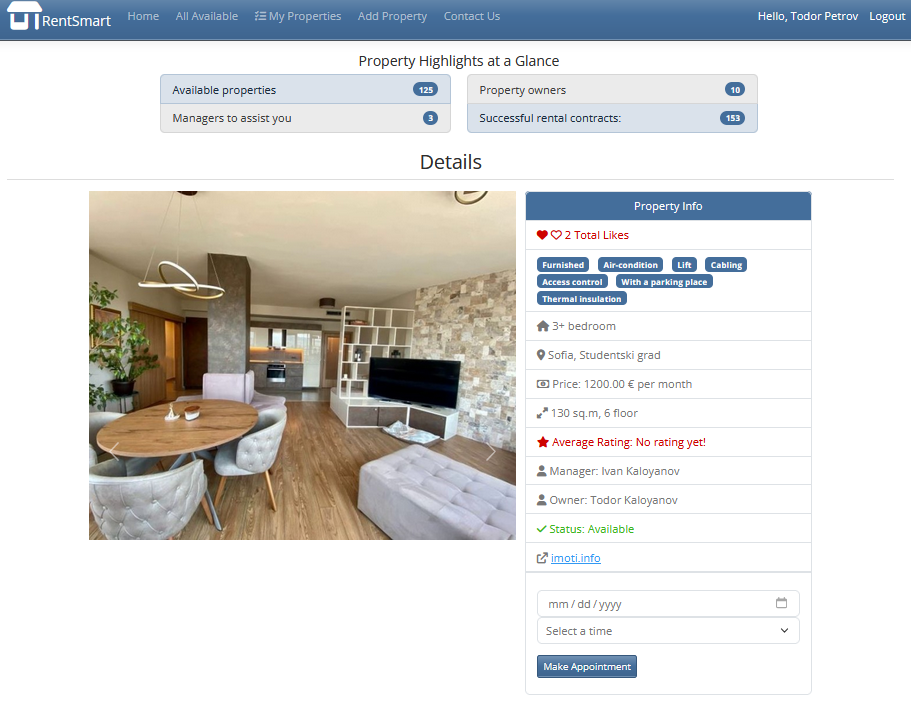 RentSmart Home All Available My Properties Add Property Contact Us Hello, Todor Petrov Logout
Property Highlights at a Glance
Available properties 125
Managers to assist you 3
Property owners 10
Successful rental contracts: 153
Details
Property Info
2 Total Likes
Furnished Air-condition Lift Cabling
Access control With a parking place
Thermal insulation
3+ bedroom
Sofia, Studentski grad
Price: 1200.00 € per month
130 sq.m, 6 floor
Average Rating: No rating yet!
Manager: Ivan Kaloyanov
Owner: Todor Kaloyanov
Status: Available
imoti.info
mm / dd / yyyy
Select a time
Make Appointment